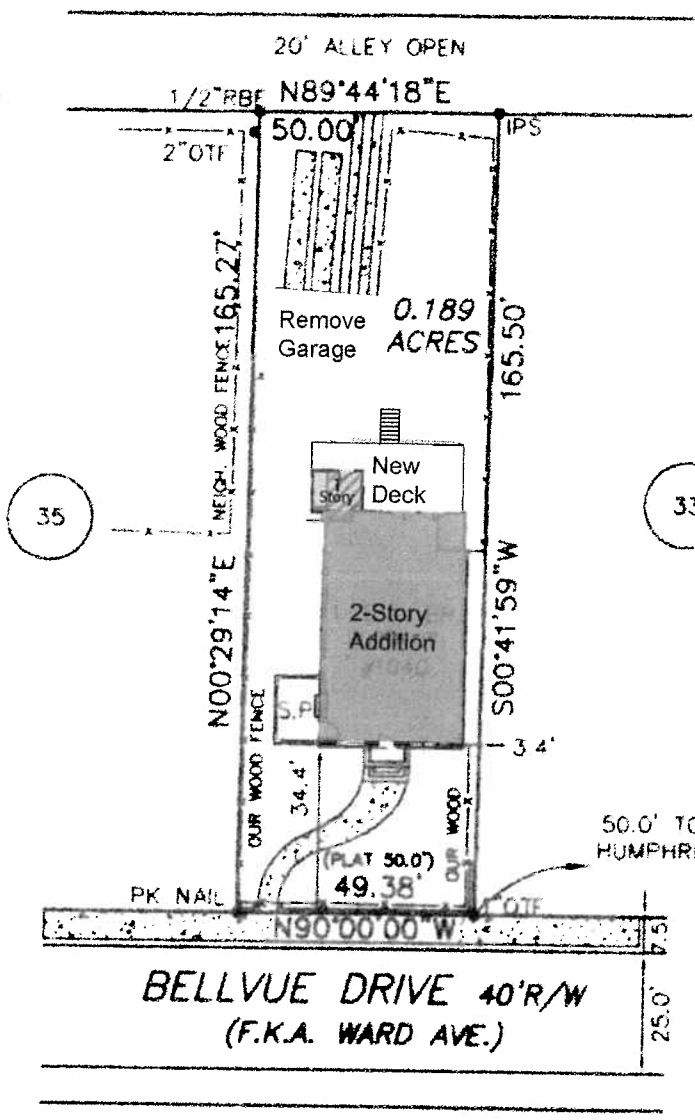 20' ALLEY OPEN
1/2"RBF
N89°44'18"E
50.00'
IPS
2"OTF
165.27'
NEIGH. WOOD FENCE
Remove
Garage
0.189
ACRES
165.50'
New
Deck
1
Story
35
33
N00°29'14"E
2-Story
Addition
S00°41'59"W
S.P
OUR WOOD FENCE
34.4'
3.4'
OUR WOOD
(PLAT 50.0')
49.38'
50.0' TO
HUMPHRE
PK NAIL
1"OTF
N90°00'00"W
7.5
BELLVUE DRIVE 40'R/W
(F.K.A. WARD AVE.)
25.0'